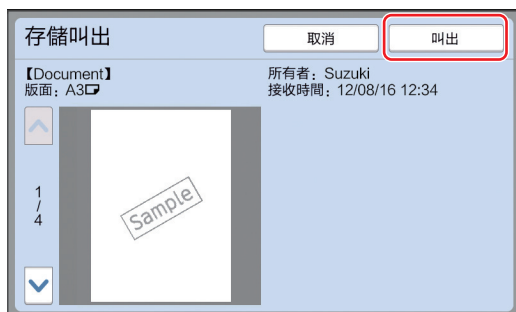 存儲叫出
取消
叫出
【Document】
版面：A3
所有者：Suzuki
接收時間：12/08/16 12:34
1
/
4
Sample